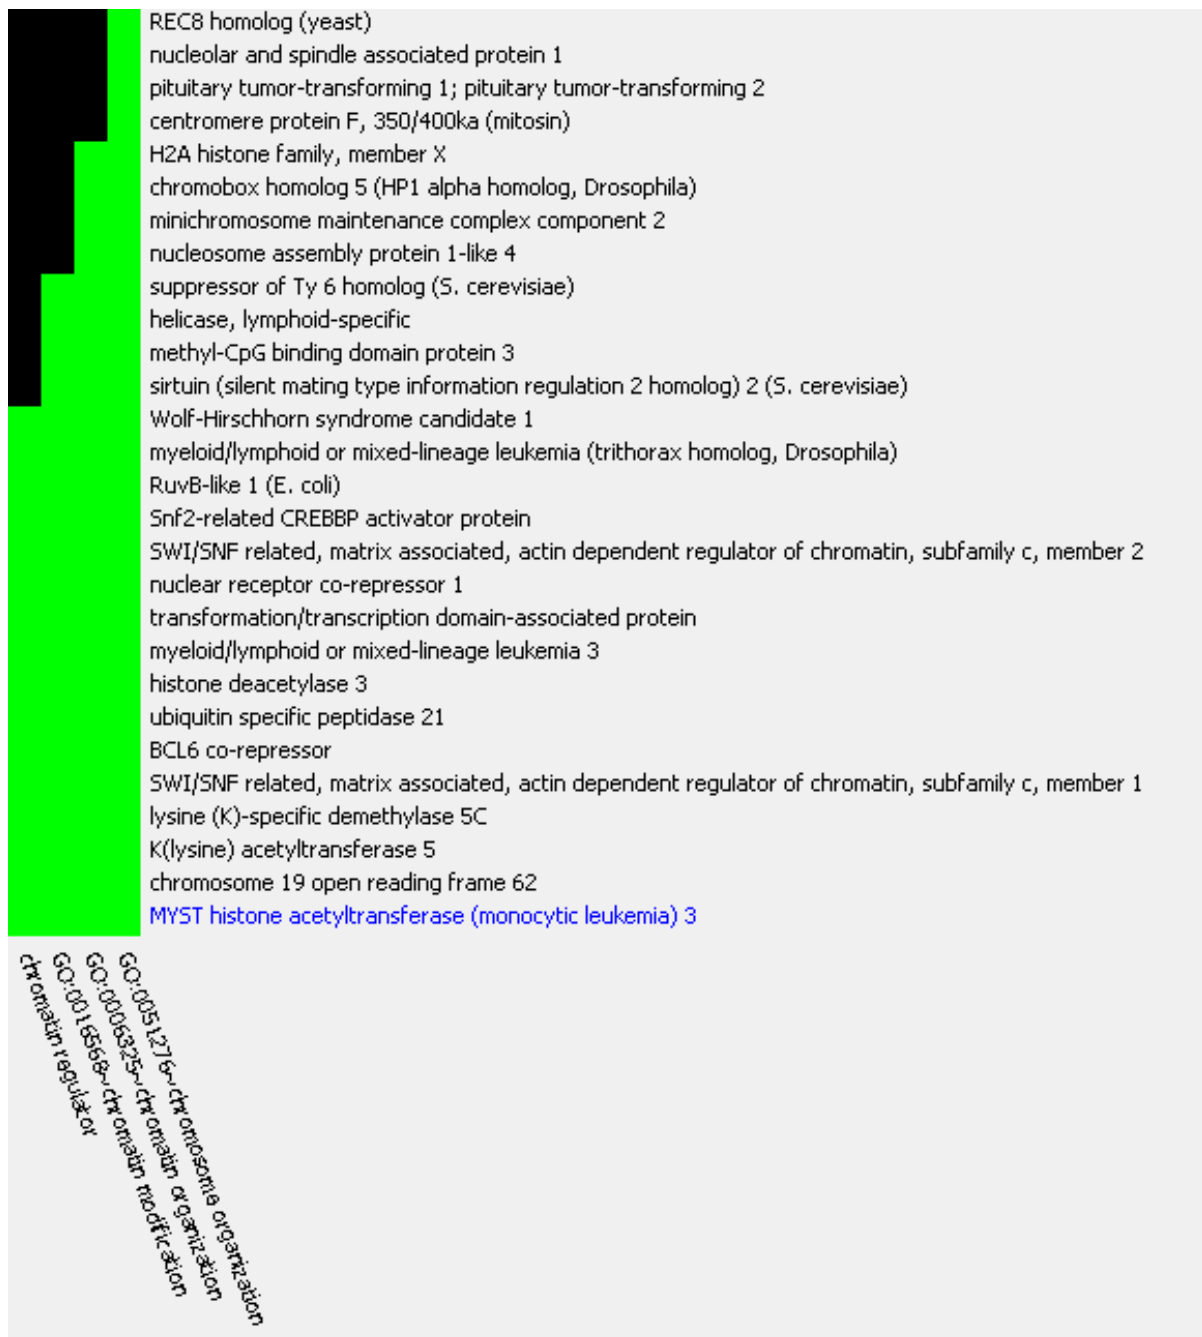 REC8 homolog (yeast)
nucleolar and spindle associated protein 1
pituitary tumor-transforming 1; pituitary tumor-transforming 2
centromere protein F, 350/400ka (mitosin)
H2A histone family, member X
chromobox homolog 5 (HP1 alpha homolog, Drosophila)
minichromosome maintenance complex component 2
nucleosome assembly protein 1-like 4
suppressor of Ty 6 homolog (S. cerevisiae)
helicase, lymphoid-specific
methyl-CpG binding domain protein 3
sirtuin (silent mating type information regulation 2 homolog) 2 (S. cerevisiae)
Wolf-Hirschhorn syndrome candidate 1
myeloid/lymphoid or mixed-lineage leukemia (trithorax homolog, Drosophila)
RuvB-like 1 (E. coli)
Snf2-related CREBBP activator protein
SWI/SNF related, matrix associated, actin dependent regulator of chromatin, subfamily c, member 2
nuclear receptor co-repressor 1
transformation/transcription domain-associated protein
myeloid/lymphoid or mixed-lineage leukemia 3
histone deacetylase 3
ubiquitin specific peptidase 21
BCL6 co-repressor
SWI/SNF related, matrix associated, actin dependent regulator of chromatin, subfamily c, member 1
lysine (K)-specific demethylase 5C
K(lysine) acetyltransferase 5
chromosome 19 open reading frame 62
MYST histone acetyltransferase (monocytic leukemia) 3
chromatin regulator
GO:0016568~chromatin modification
GO:0006325~chromatin organization
GO:0051276~chromosome organization